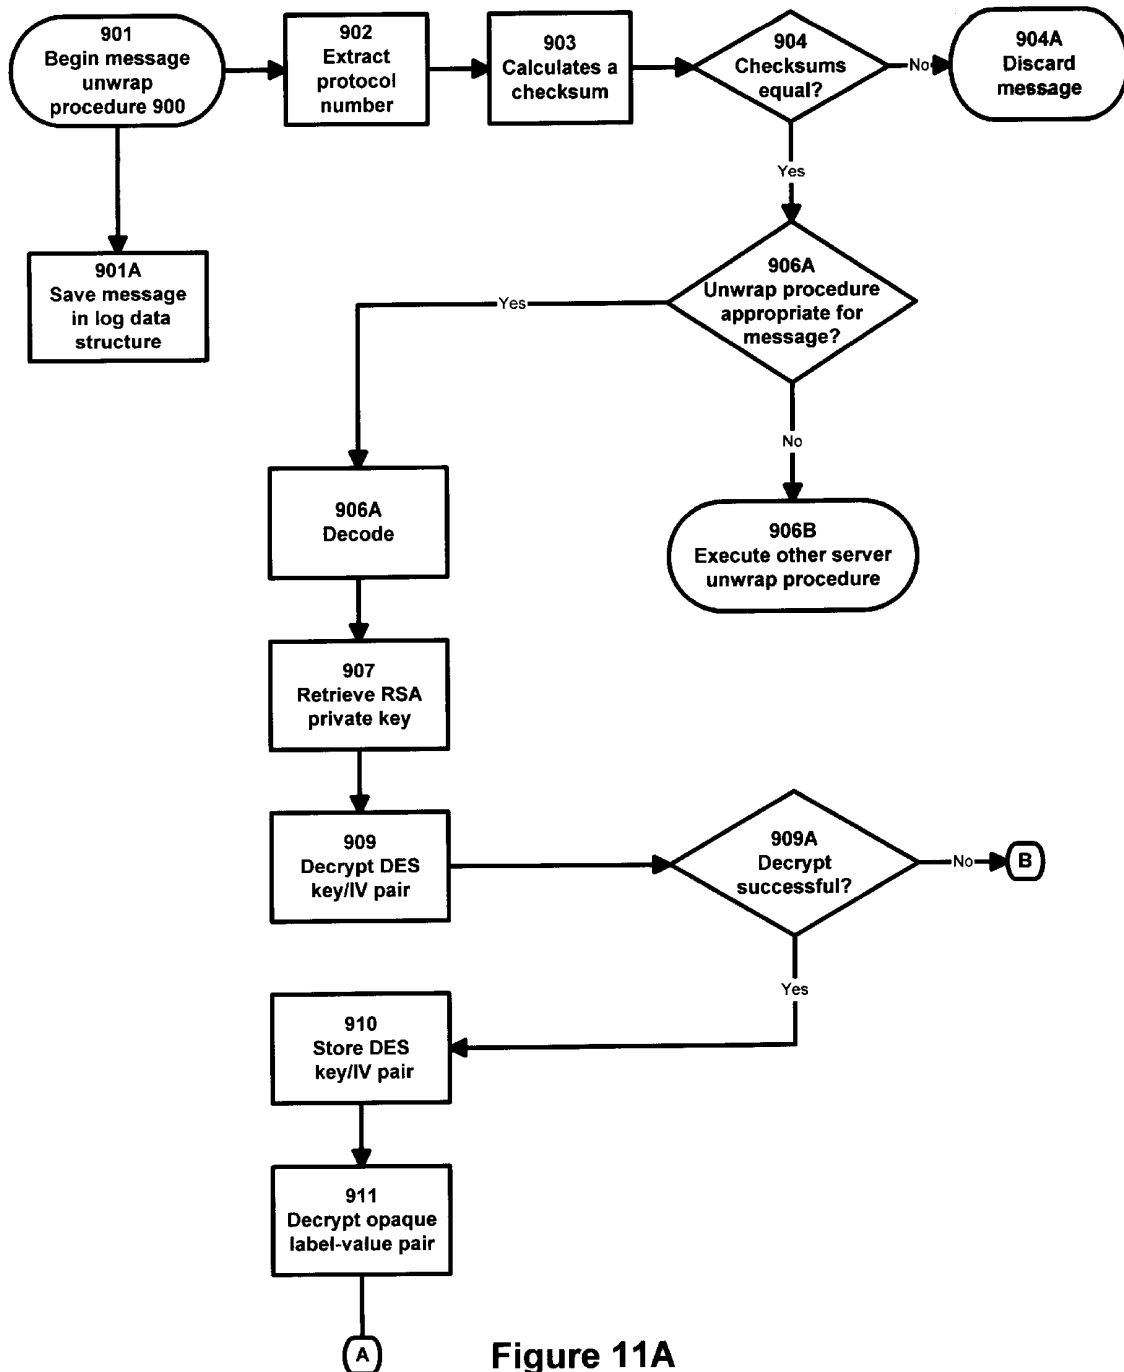 901
Begin message
unwrap
procedure 900
902
Extract
protocol
number
903
Calculates a
checksum
904
Checksums
equal?
No
904A
Discard
message
Yes
901A
Save message
in log data
structure
906A
Unwrap procedure
appropriate for
message?
Yes
No
906A
Decode
906B
Execute other server
unwrap procedure
907
Retrieve RSA
private key
909
Decrypt DES
key/IV pair
909A
Decrypt
successful?
No
B
Yes
910
Store DES
key/IV pair
911
Decrypt opaque
label-value pair
A
Figure 11A